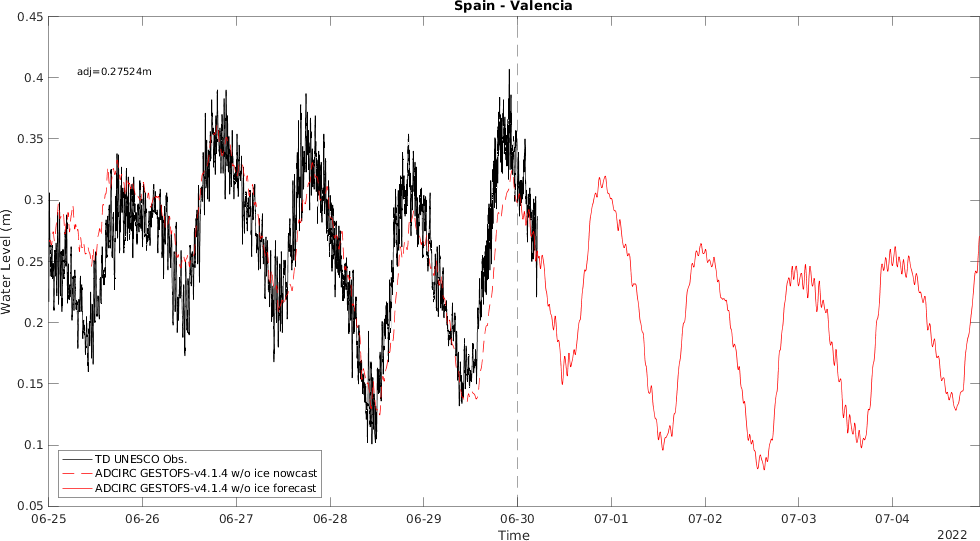 Spain - Valencia
0.45
adj=0.27524m
0.4
0.35
0.3
0.25
0.2
0.15
0.1
0.05
Water Level (m)
TD UNESCO Obs.
ADCIRC GESTOFS-v4.1.4 w/o ice nowcast
ADCIRC GESTOFS-v4.1.4 w/o ice forecast
06-25 06-26 06-27 06-28 06-29 06-30 07-01 07-02 07-03 07-04
Time
2022